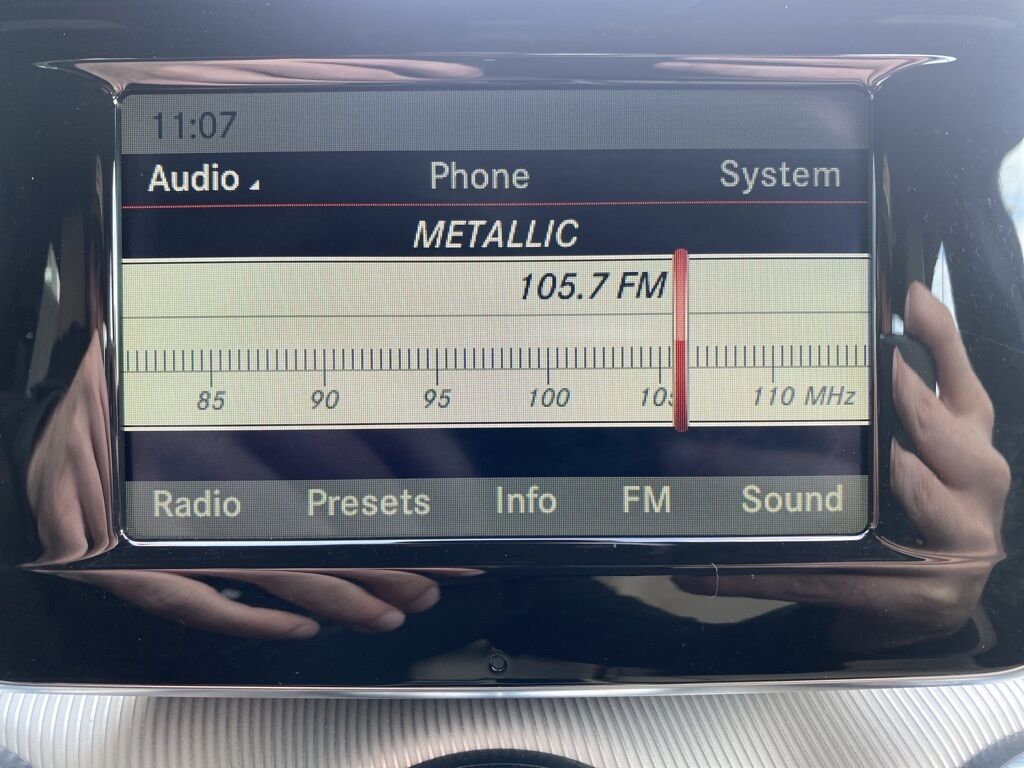 11:07
Audio Phone System
METALLIC
105.7 FM
85 90 95 100 105 110 MHz
Radio Presets Info FM Sound